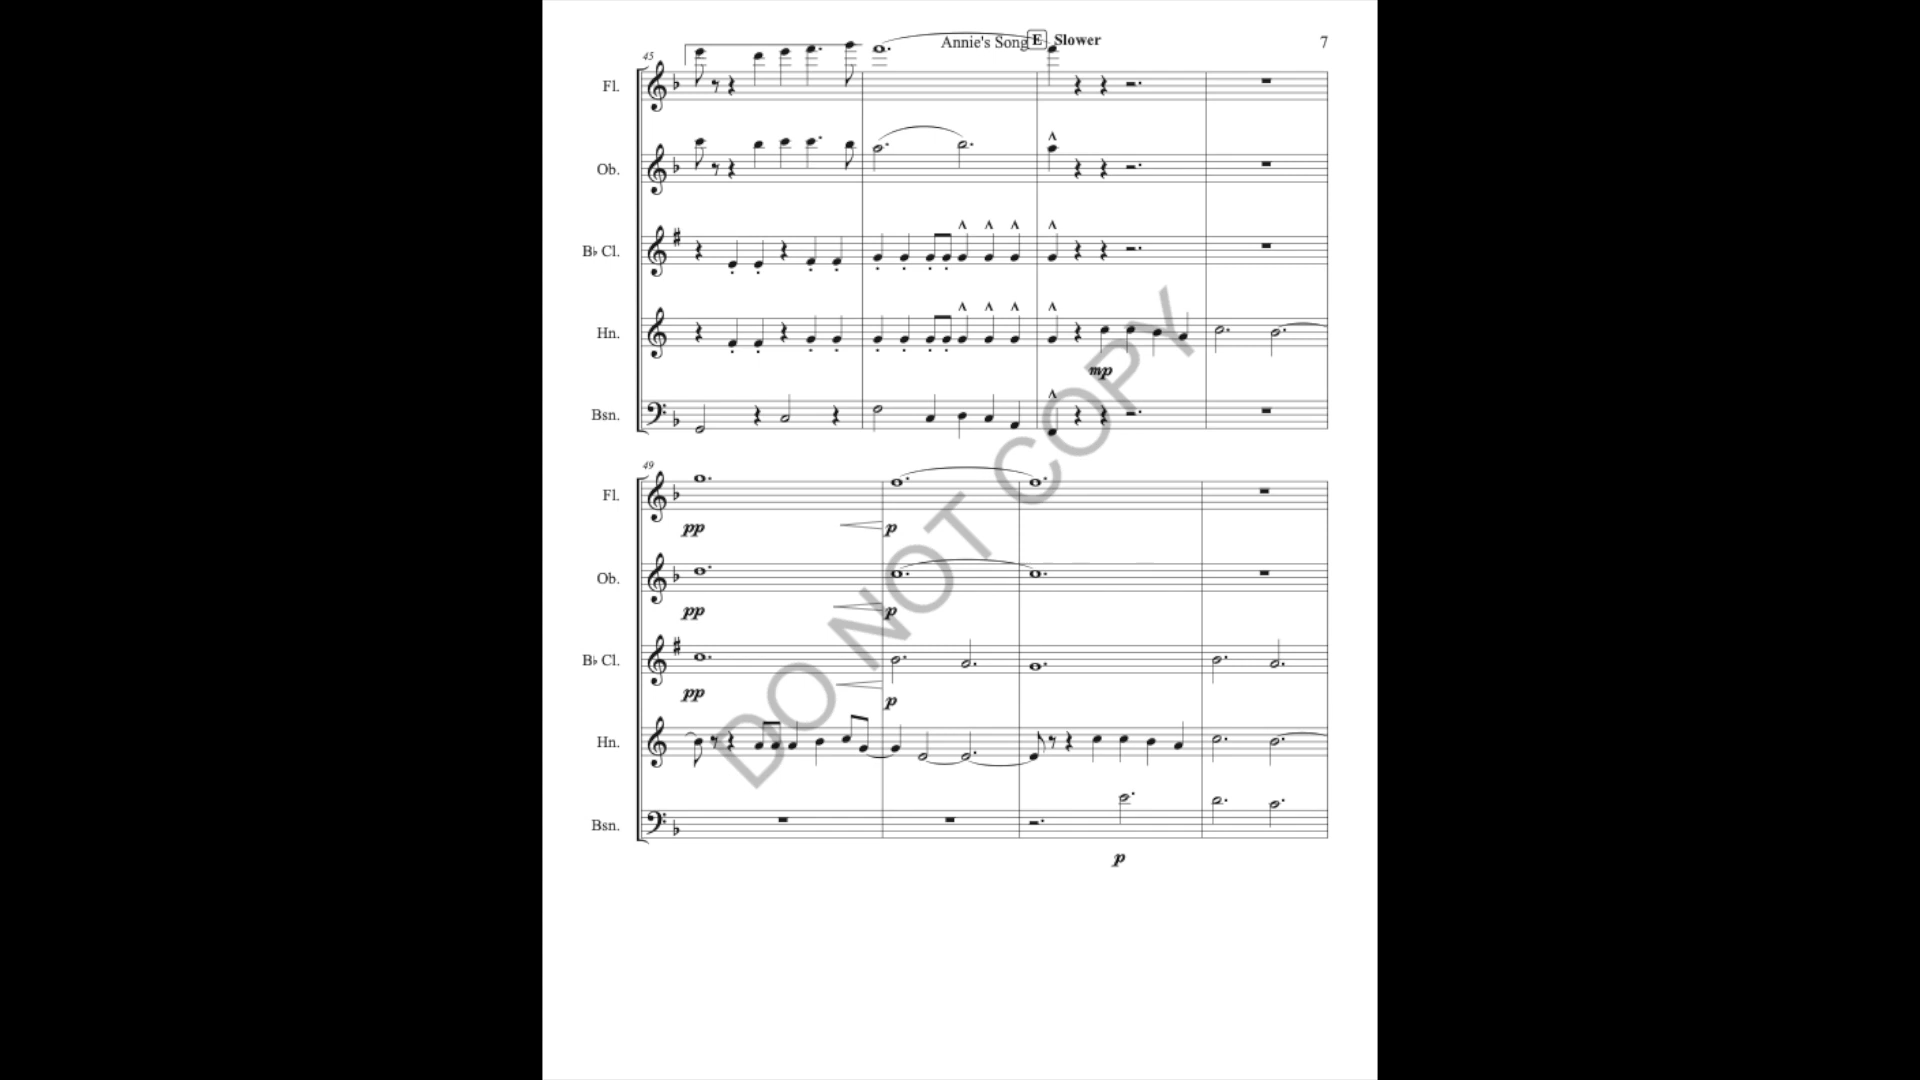 Annie's Song E Slower 7
45
Fl.
Ob.
B♭ Cl.
Hn.
mp
Bsn.
49
Fl.
pp p
Ob.
pp p
B♭ Cl.
pp p
Hn.
Bsn.
p
DO NOT COPY